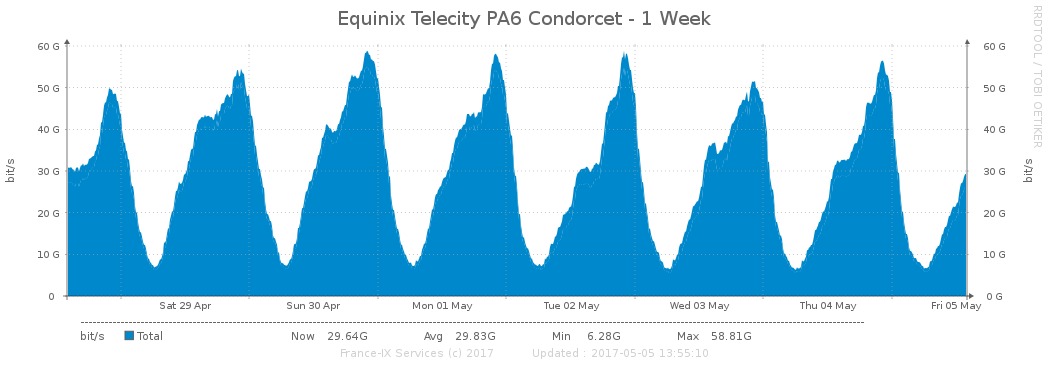 Equinix Telecity PA6 Condorcet - 1 Week
RRDTOOL / TOBI OETIKER
bit/s
bit/s
60 G 60 G
50 G 50 G
40 G 40 G
30 G 30 G
20 G 20 G
10 G 10 G
0 0 G
Sat 29 Apr Sun 30 Apr Mon 01 May Tue 02 May Wed 03 May Thu 04 May Fri 05 May
bit/s Total Now 29.64G Avg 29.83G Min 6.28G Max 58.81G
France-IX Services (c) 2017 Updated : 2017-05-05 13:55:10